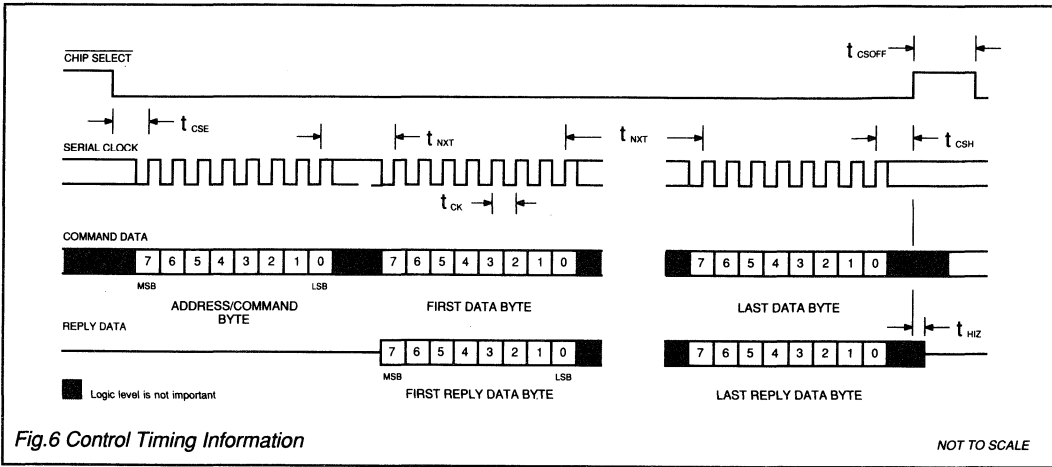 CHIP SELECT
t CSOFF
t CSE
t NXT
t NXT
t CSH
SERIAL CLOCK
t CK
COMMAND DATA
7 6 5 4 3 2 1 0 7 6 5 4 3 2 1 0 7 6 5 4 3 2 1 0
MSB LSB
ADDRESS/COMMAND
BYTE
FIRST DATA BYTE
LAST DATA BYTE
REPLY DATA
t HIZ
7 6 5 4 3 2 1 0 7 6 5 4 3 2 1 0
MSB LSB
Logic level is not important
FIRST REPLY DATA BYTE
LAST REPLY DATA BYTE
Fig.6 Control Timing Information
NOT TO SCALE